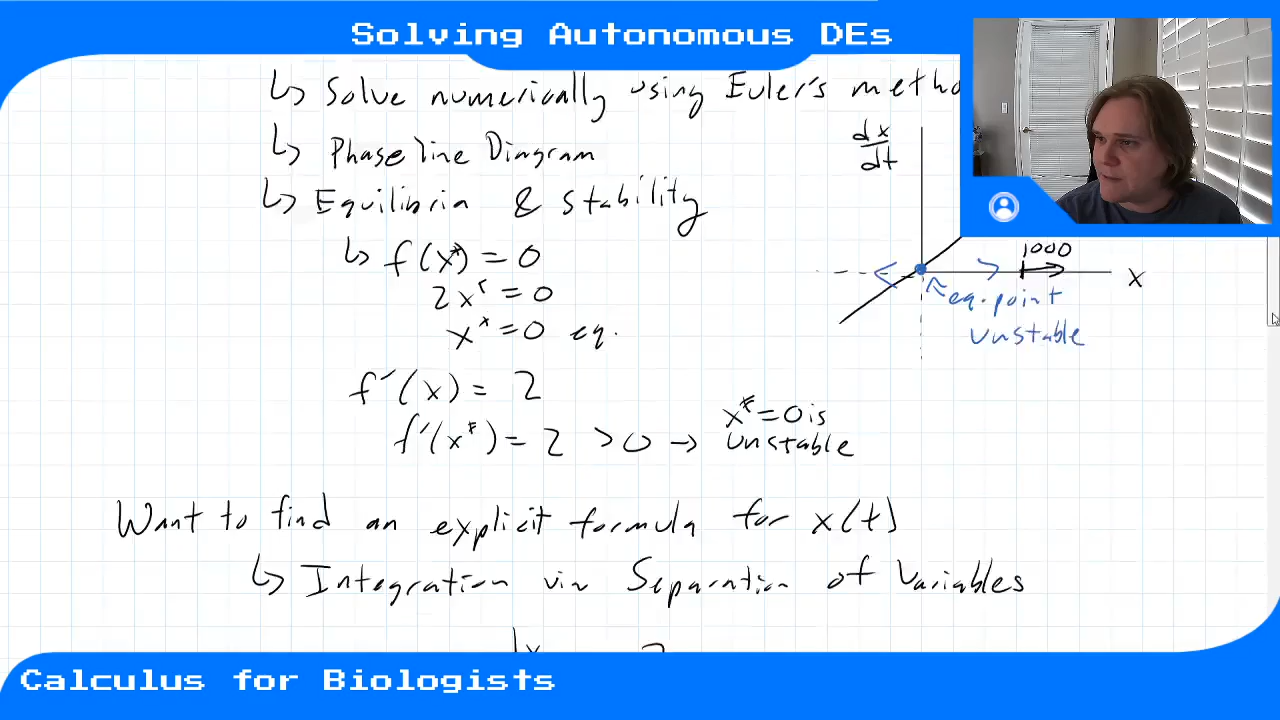 Solving Autonomous DEs
↳ Solve numerically using Euler's metho
↳ Phase line Diagram
↳ Equilibria & Stability
↳ f(x*) = 0
2x* = 0
x* = 0 eq.
f'(x) = 2
f'(x*) = 2 > 0 → x* = 0 is unstable
dx/dt
1000
x
eq. point
Unstable
Want to find an explicit formula for x(t)
↳ Integration via Separation of Variables
Calculus for Biologists